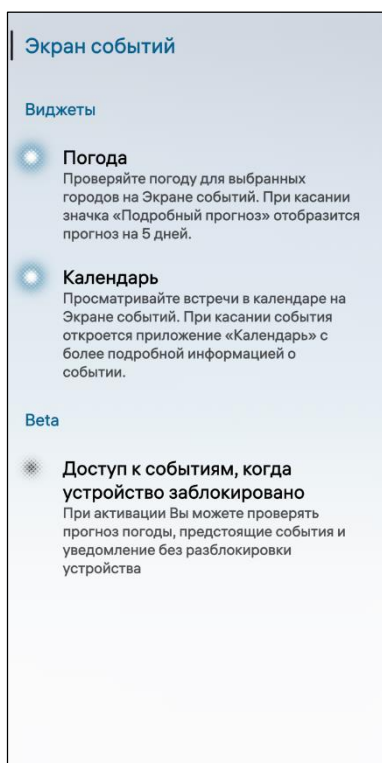 Экран событий
Виджеты
Погода
Проверяйте погоду для выбранных
городов на Экране событий. При касании
значка «Подробный прогноз» отобразится
прогноз на 5 дней.
Календарь
Просматривайте встречи в календаре на
Экране событий. При касании события
откроется приложение «Календарь» с
более подробной информацией о
событии.
Beta
Доступ к событиям, когда
устройство заблокировано
При активации Вы можете проверять
прогноз погоды, предстоящие события и
уведомление без разблокировки
устройства